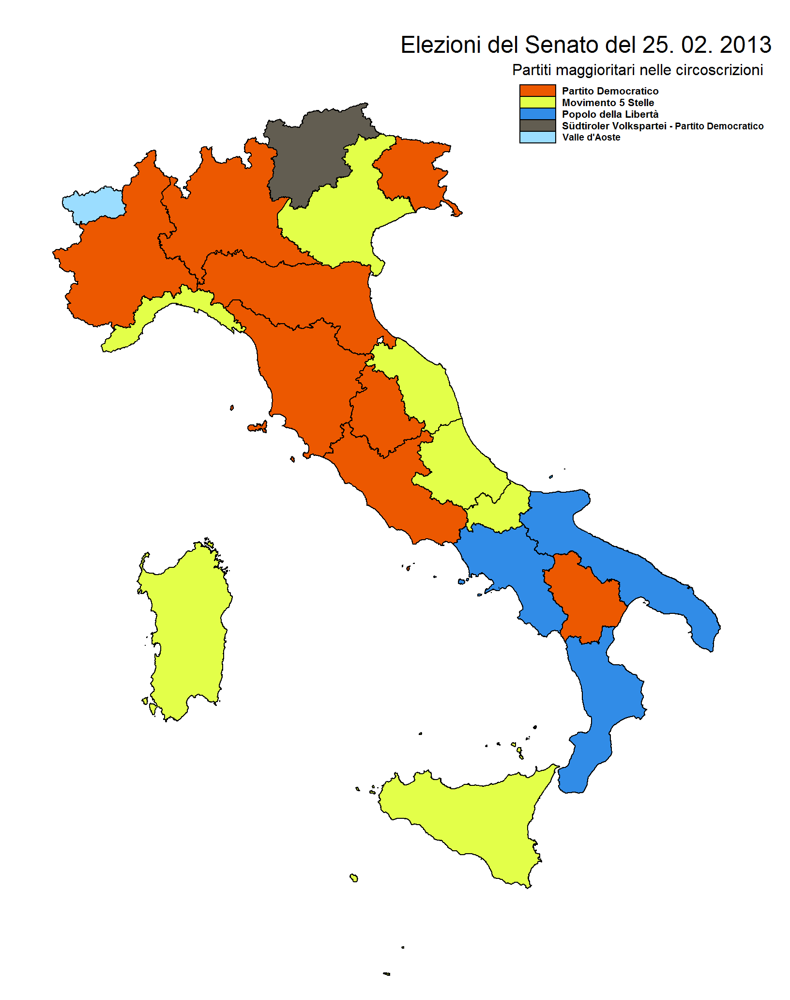 Elezioni del Senato del 25. 02. 2013
Partiti maggioritari nelle circoscrizioni
Partito Democratico
Movimento 5 Stelle
Popolo della Libertà
Südtiroler Volkspartei - Partito Democratico
Valle d'Aoste